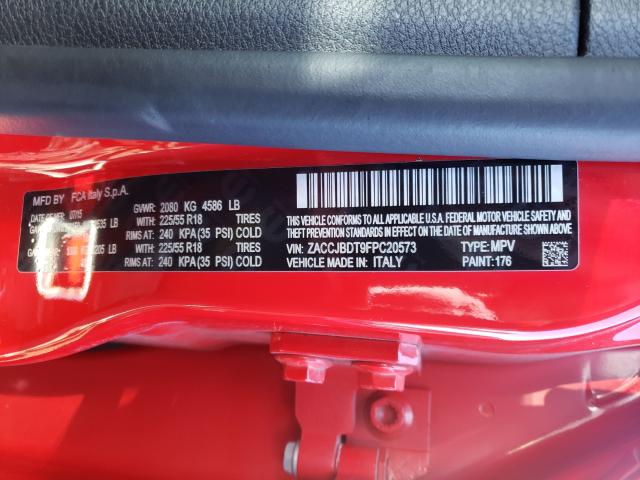 MFD BY FCA Italy S.p.A.
DATE OF MFR 07/15 GVWR: 2080 KG 4586 LB
WITH 225/55 R18 TIRES
RIMS AT: 240 KPA(35 PSI) COLD
WITH 225/55 R18 TIRES
RIMS AT: 240 KPA(35 PSI) COLD
THIS VEHICLE CONFORMS TO ALL APPLICABLE U.S.A. FEDERAL MOTOR
VEHICLE SAFETY, BUMPER, AND THEFT PREVENTION STANDARDS IN EFFECT
ON THE DATE OF MANUFACTURE SHOWN ABOVE.
VIN: ZACCJBDT9FPC20573 TYPE: MPV
VEHICLE MADE IN: ITALY PAINT: 176